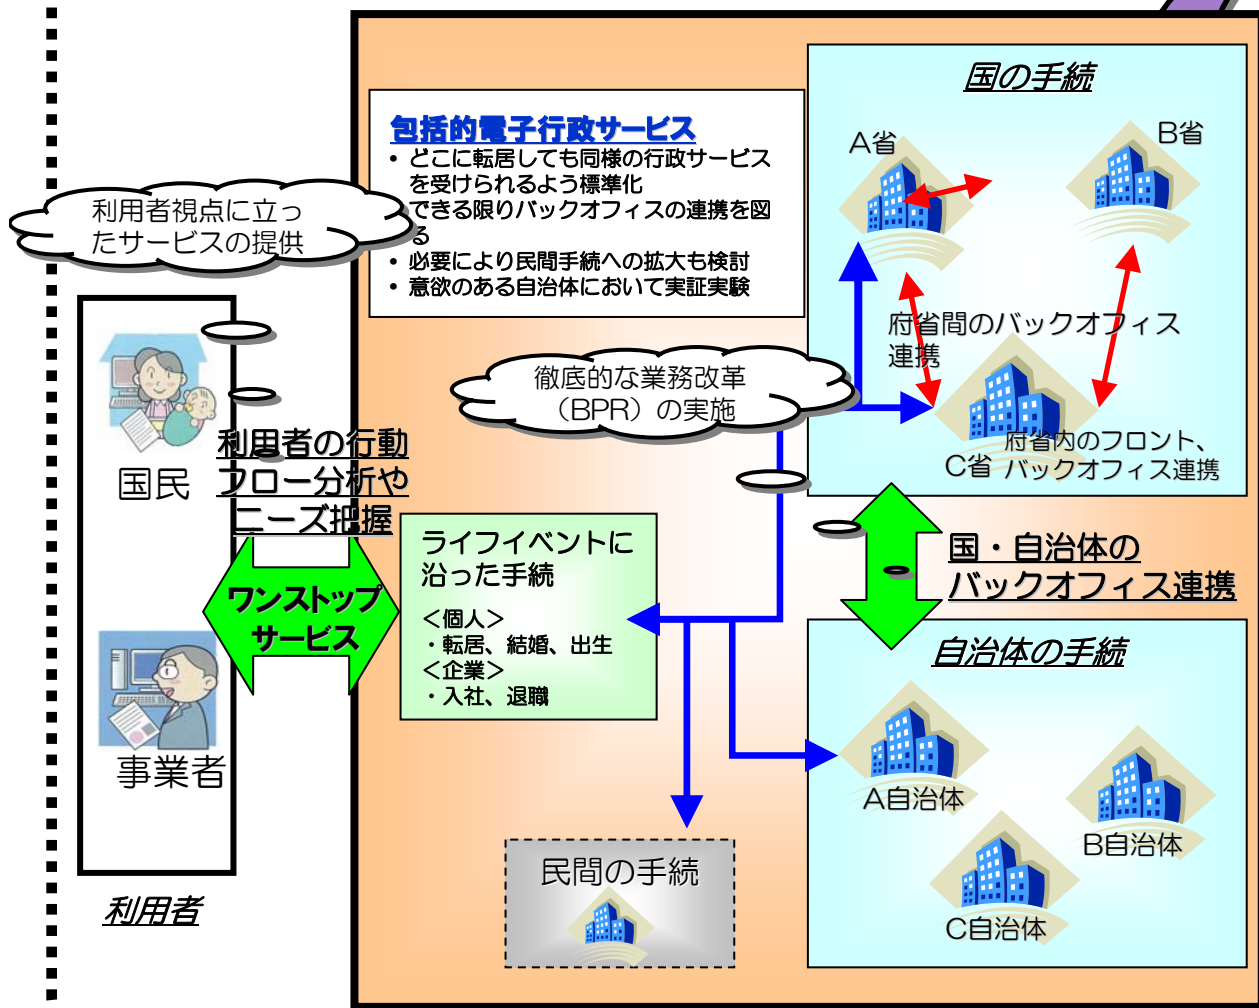 国の手続
包括的電子行政サービス
• どこに転居しても同様の行政サービス
を受けられるよう標準化
できる限りバックオフィスの連携を図
る
• 必要により民間手続への拡大も検討
• 意欲のある自治体において実証実験
A省
B省
利用者視点に立っ
たサービスの提供
府省間のバックオフィス
連携
徹底的な業務改革
（BPR）の実施
C省
府省内のフロント、
バックオフィス連携
国民
利用者の行動
フロー分析や
ニーズ把握
ワンストップ
サービス
ライフイベントに
沿った手続
＜個人＞
・転居、結婚、出生
＜企業＞
・入社、退職
国・自治体の
バックオフィス連携
自治体の手続
事業者
A自治体
B自治体
C自治体
民間の手続
利用者